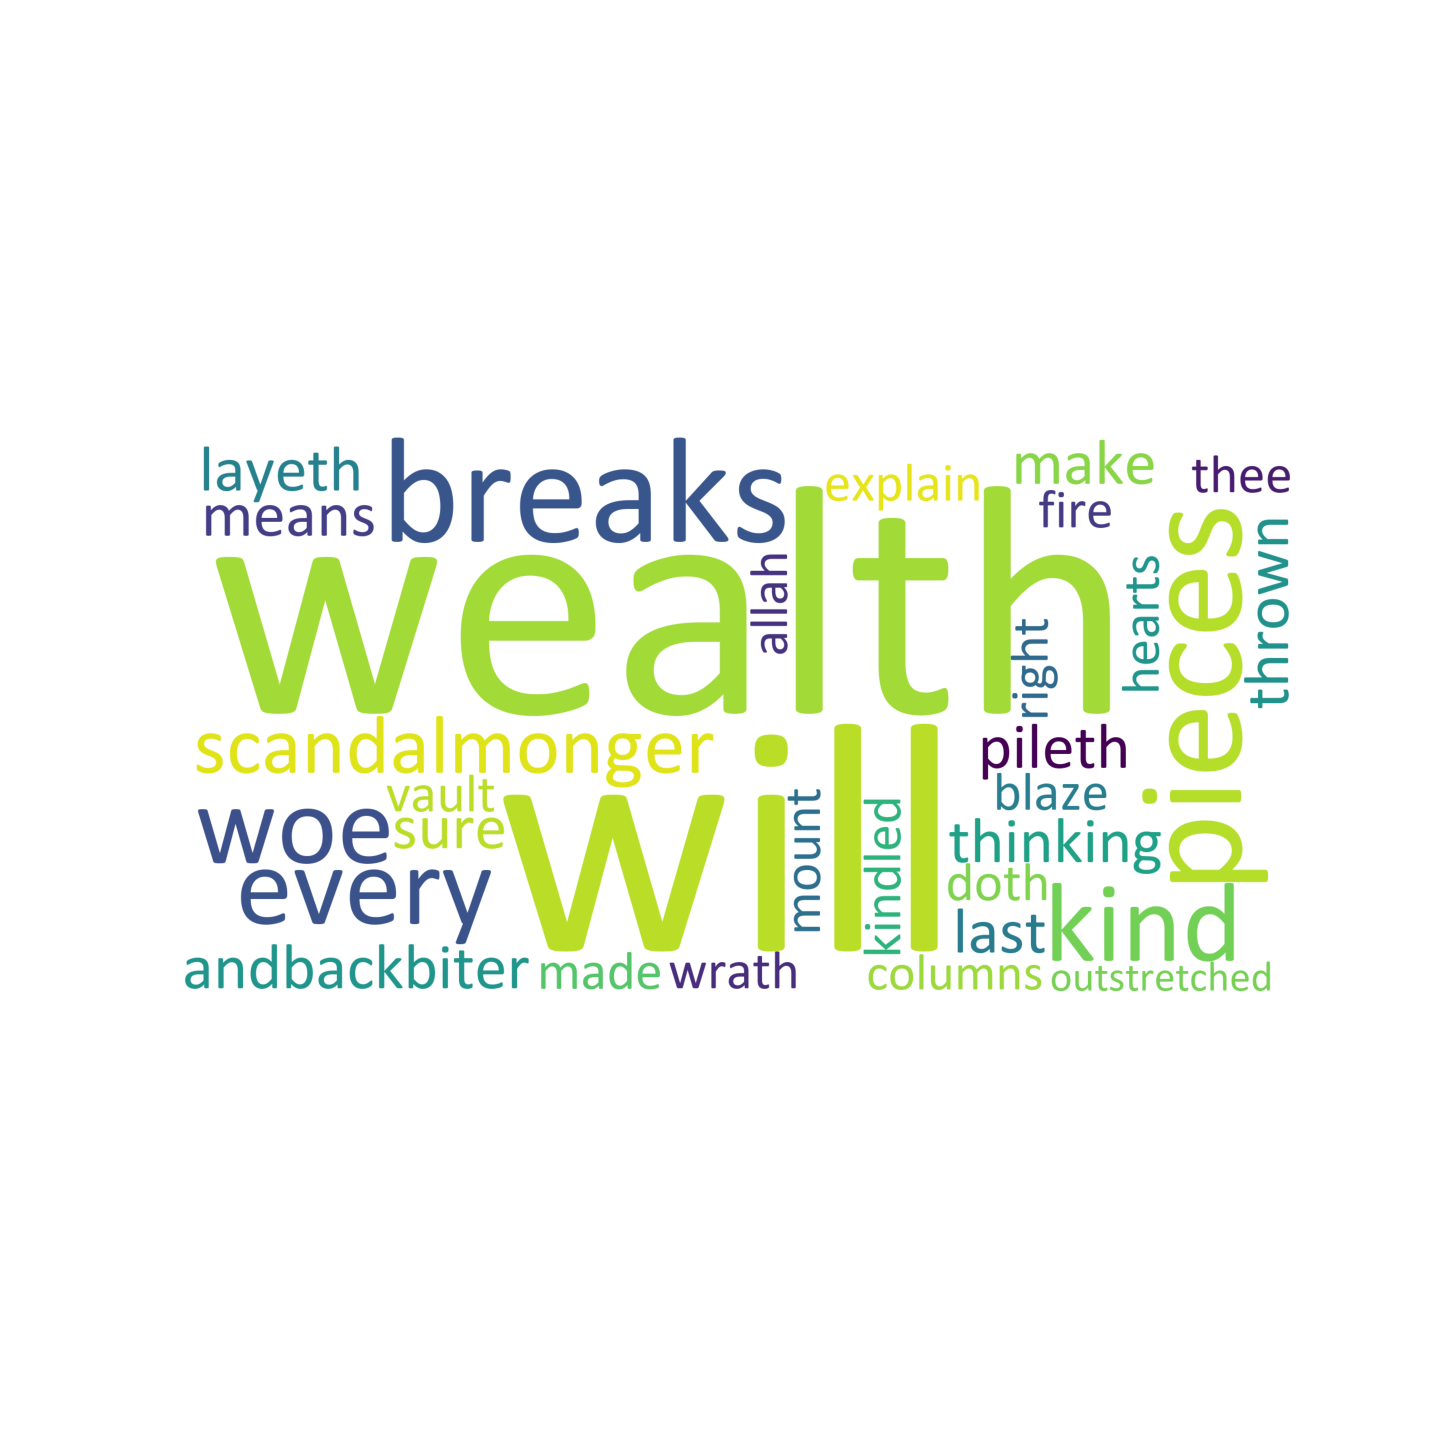 layeth
breaks
explain
make
thee
means
fire
wealth
allah
right
hearts
pieces
thrown
scandalmonger
will
pileth
vault
blaze
woe
sure
mount
kindled
thinking
every
doth
last
kind
andbackbiter
made
wrath
columns
outstretched